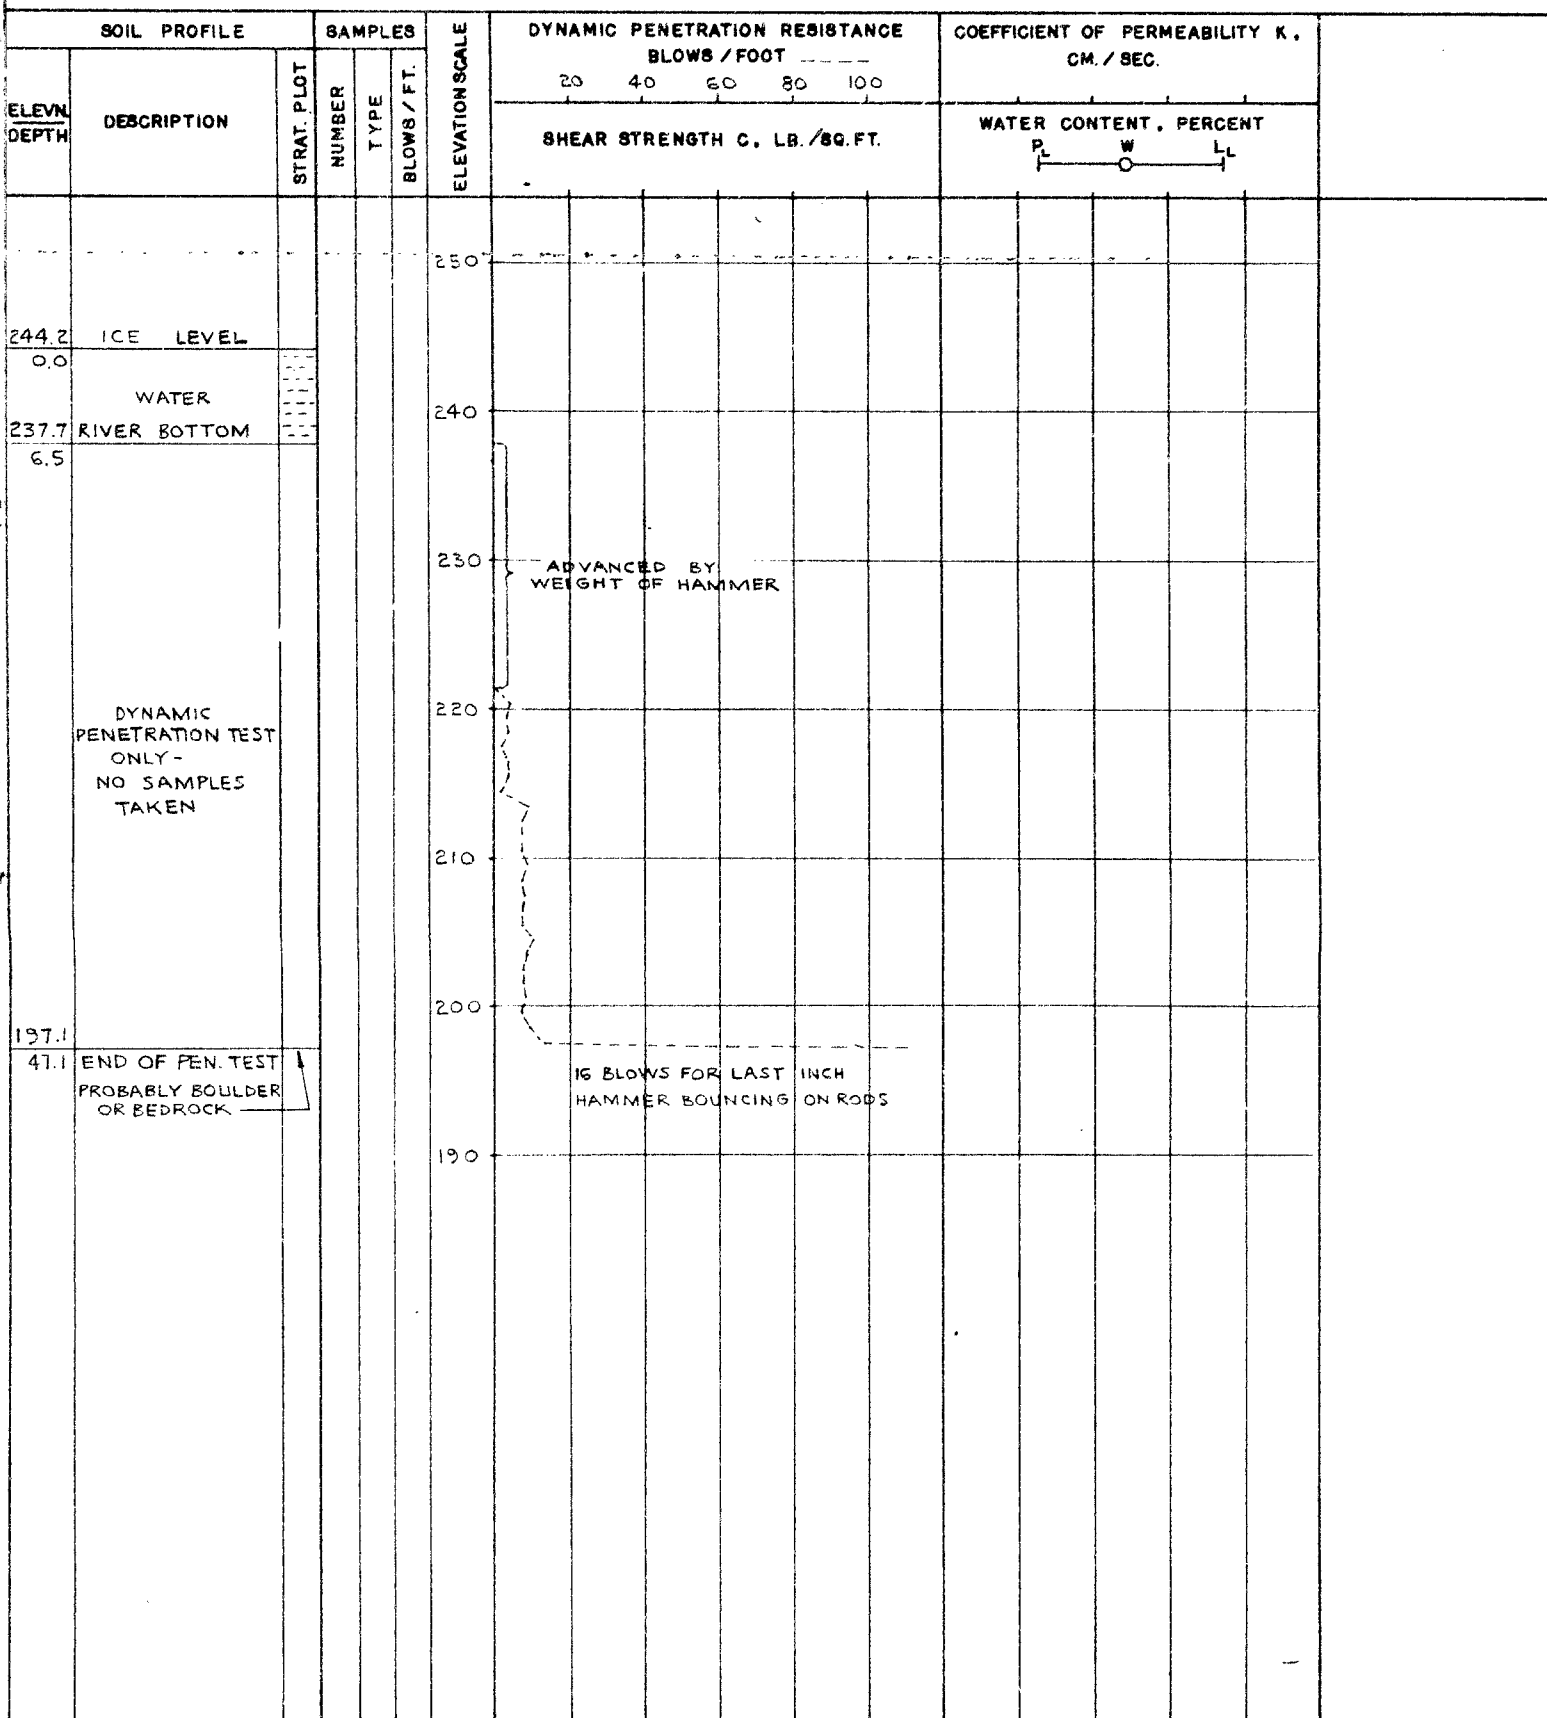 SOIL PROFILE
SAMPLES
ELEVATION SCALE
DYNAMIC PENETRATION RESISTANCE
BLOWS / FOOT -----
20 40 60 80 100
COEFFICIENT OF PERMEABILITY K,
CM. / SEC.
ELEVN.
DEPTH
DESCRIPTION
STRAT. PLOT
NUMBER
TYPE
BLOWS / FT.
SHEAR STRENGTH C, LB./SQ.FT.
WATER CONTENT, PERCENT
PL W LL
250
244.2 ICE LEVEL
0.0
WATER
240
237.7 RIVER BOTTOM
6.5
230
ADVANCED BY
WEIGHT OF HAMMER
220
DYNAMIC
PENETRATION TEST
ONLY -
NO SAMPLES
TAKEN
210
200
197.1
47.1 END OF PEN. TEST
PROBABLY BOULDER
OR BEDROCK
16 BLOWS FOR LAST INCH
HAMMER BOUNCING ON RODS
190